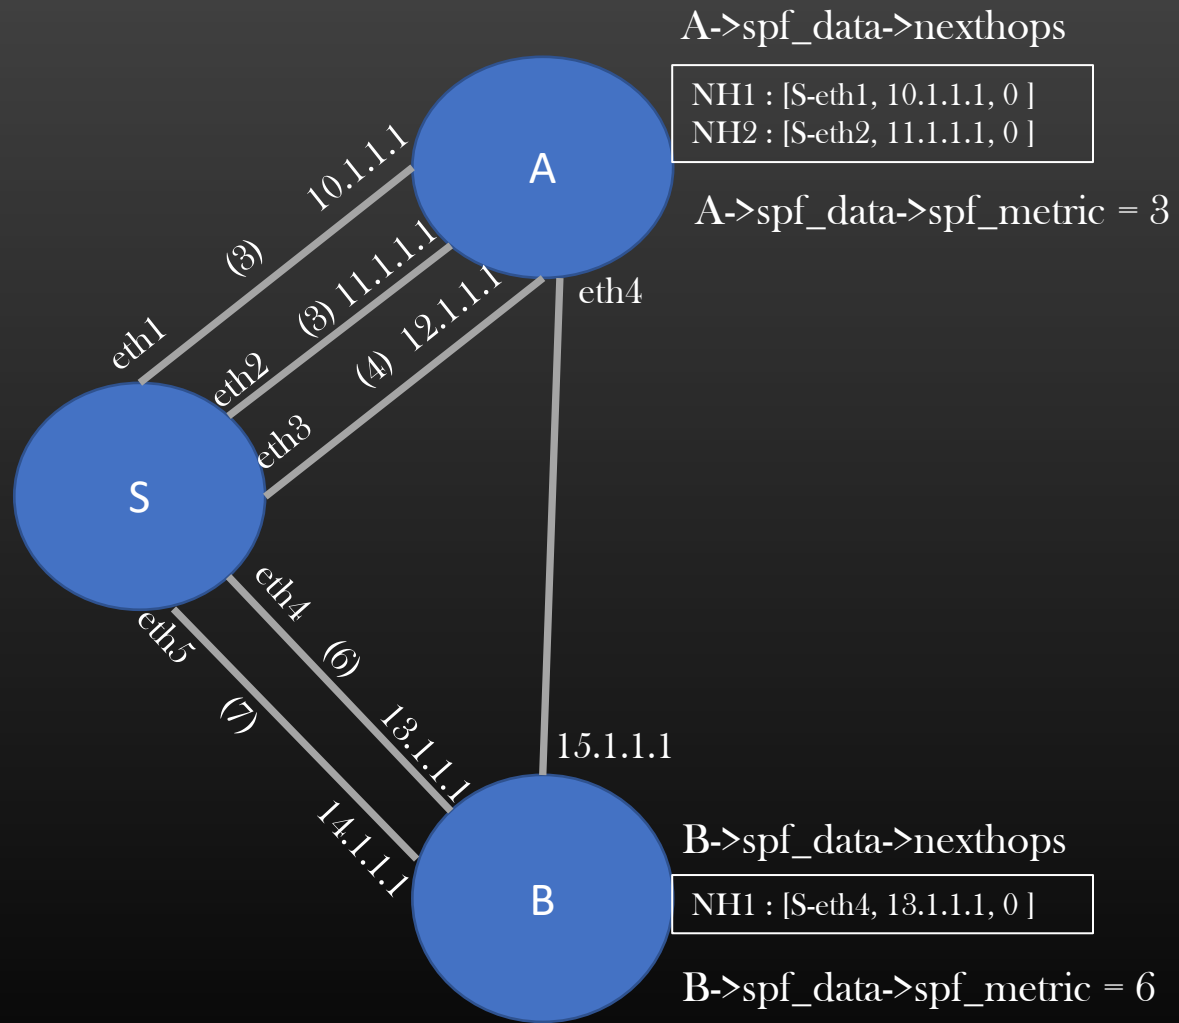 A->spf_data->nexthops
NH1 : [S-eth1, 10.1.1.1, 0 ]
NH2 : [S-eth2, 11.1.1.1, 0 ]
A->spf_data->spf_metric = 3
A
10.1.1.1
(3)
eth1
11.1.1.1
(3)
eth2
12.1.1.1
(4)
eth3
eth4
S
eth4
(6)
13.1.1.1
eth5
(7)
14.1.1.1
15.1.1.1
B
B->spf_data->nexthops
NH1 : [S-eth4, 13.1.1.1, 0 ]
B->spf_data->spf_metric = 6